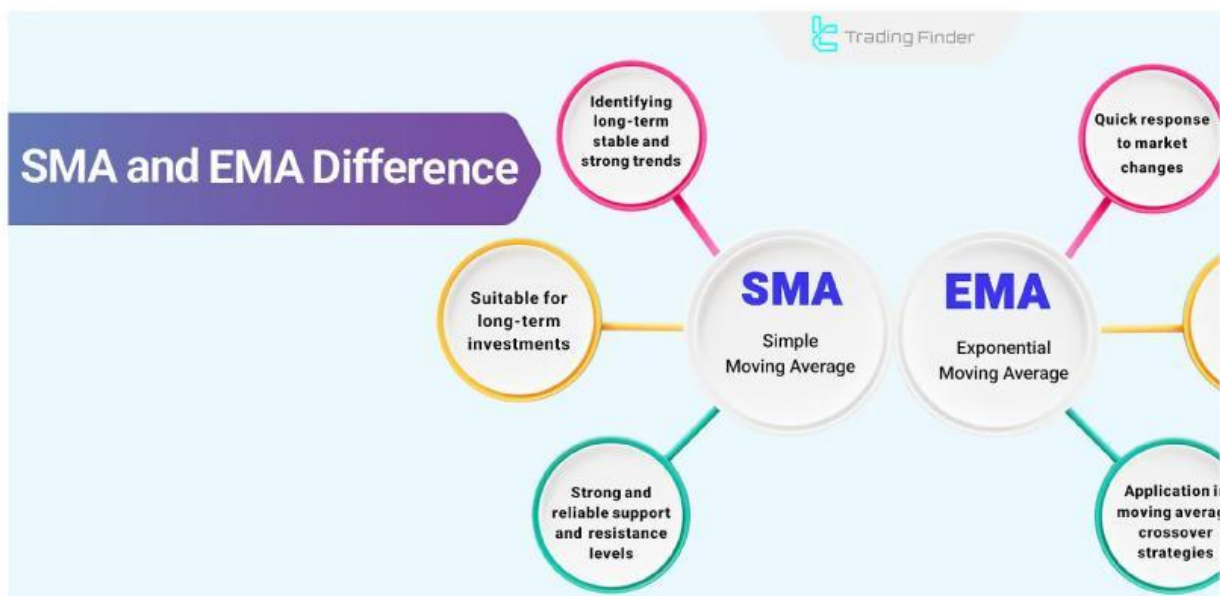 Trading Finder
SMA and EMA Difference
Identifying
long-term
stable and
strong trends
Suitable for
long-term
investments
Strong and
reliable support
and resistance
levels
SMA
Simple
Moving Average
EMA
Exponential
Moving Average
Quick response
to market
changes
Application
moving
crossover
strategies